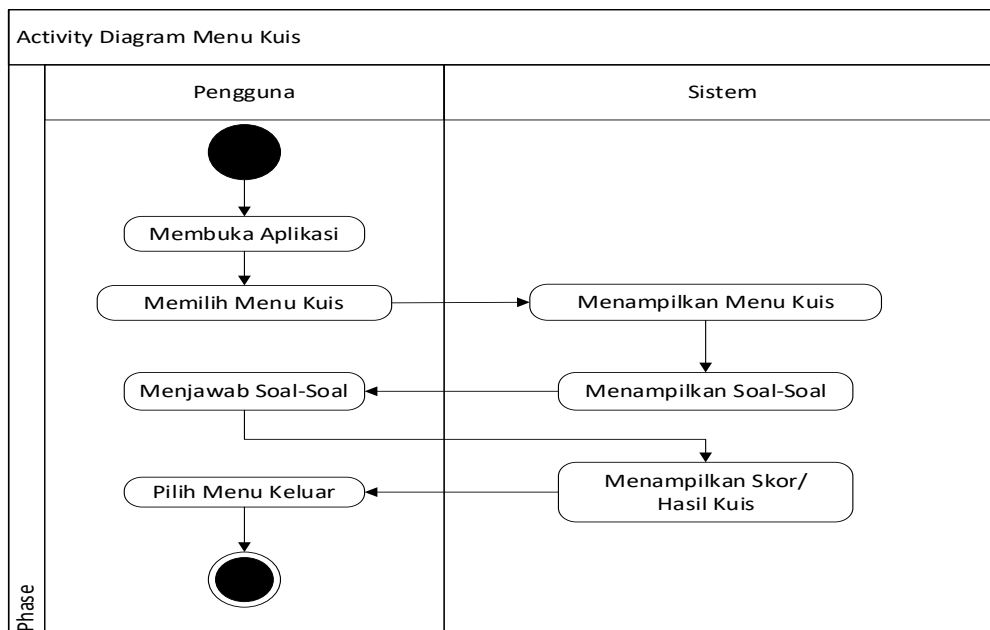 Activity Diagram Menu Kuis
Pengguna
Sistem
Membuka Aplikasi
Memilih Menu Kuis
Menampilkan Menu Kuis
Menjawab Soal-Soal
Menampilkan Soal-Soal
Pilih Menu Keluar
Menampilkan Skor/
Hasil Kuis
Phase